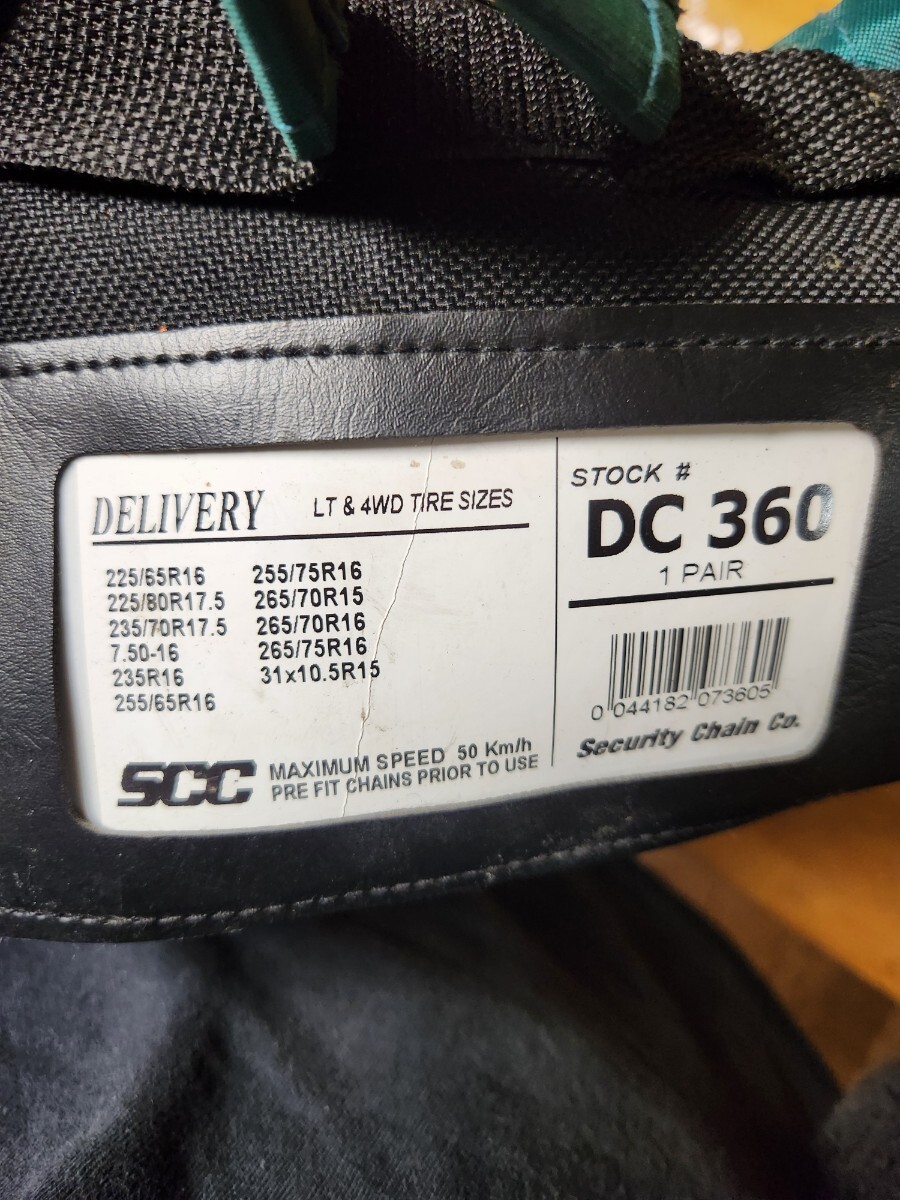 DELIVERY LT & 4WD TIRE SIZES
225/65R16 255/75R16
225/80R17.5 265/70R15
235/70R17.5 265/70R16
7.50-16 265/75R16
235R16 31x10.5R15
255/65R16
SCC MAXIMUM SPEED 50 Km/h
PRE FIT CHAINS PRIOR TO USE
STOCK #
DC 360
1 PAIR
0 044182 073605
Security Chain Co.